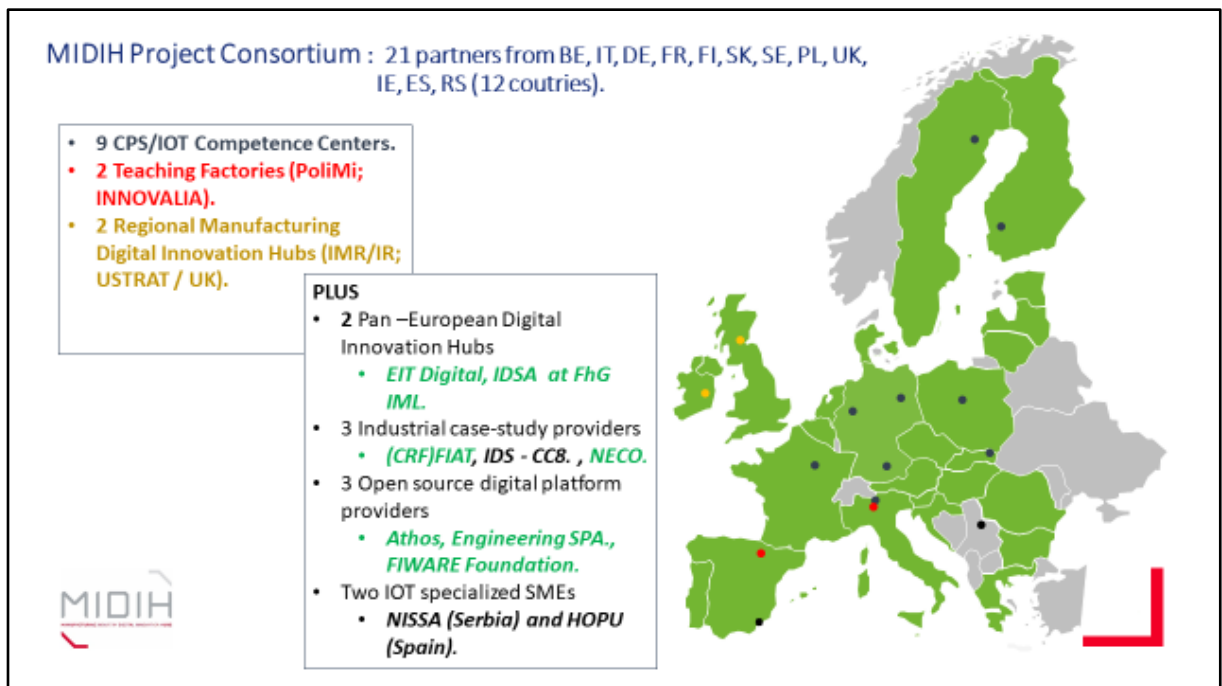 MIDIH Project Consortium : 21 partners from BE, IT, DE, FR, FI, SK, SE, PL, UK,
IE, ES, RS (12 coutries).
• 9 CPS/IOT Competence Centers.
• 2 Teaching Factories (PoliMi;
INNOVALIA).
• 2 Regional Manufacturing
Digital Innovation Hubs (IMR/IR;
USTRAT / UK).
PLUS
• 2 Pan –European Digital
Innovation Hubs
• EIT Digital, IDSA at FhG
IML.
• 3 Industrial case-study providers
• (CRF)FIAT, IDS - CC8. , NECO.
• 3 Open source digital platform
providers
• Athos, Engineering SPA.,
FIWARE Foundation.
• Two IOT specialized SMEs
• NISSA (Serbia) and HOPU
(Spain).
MIDIH